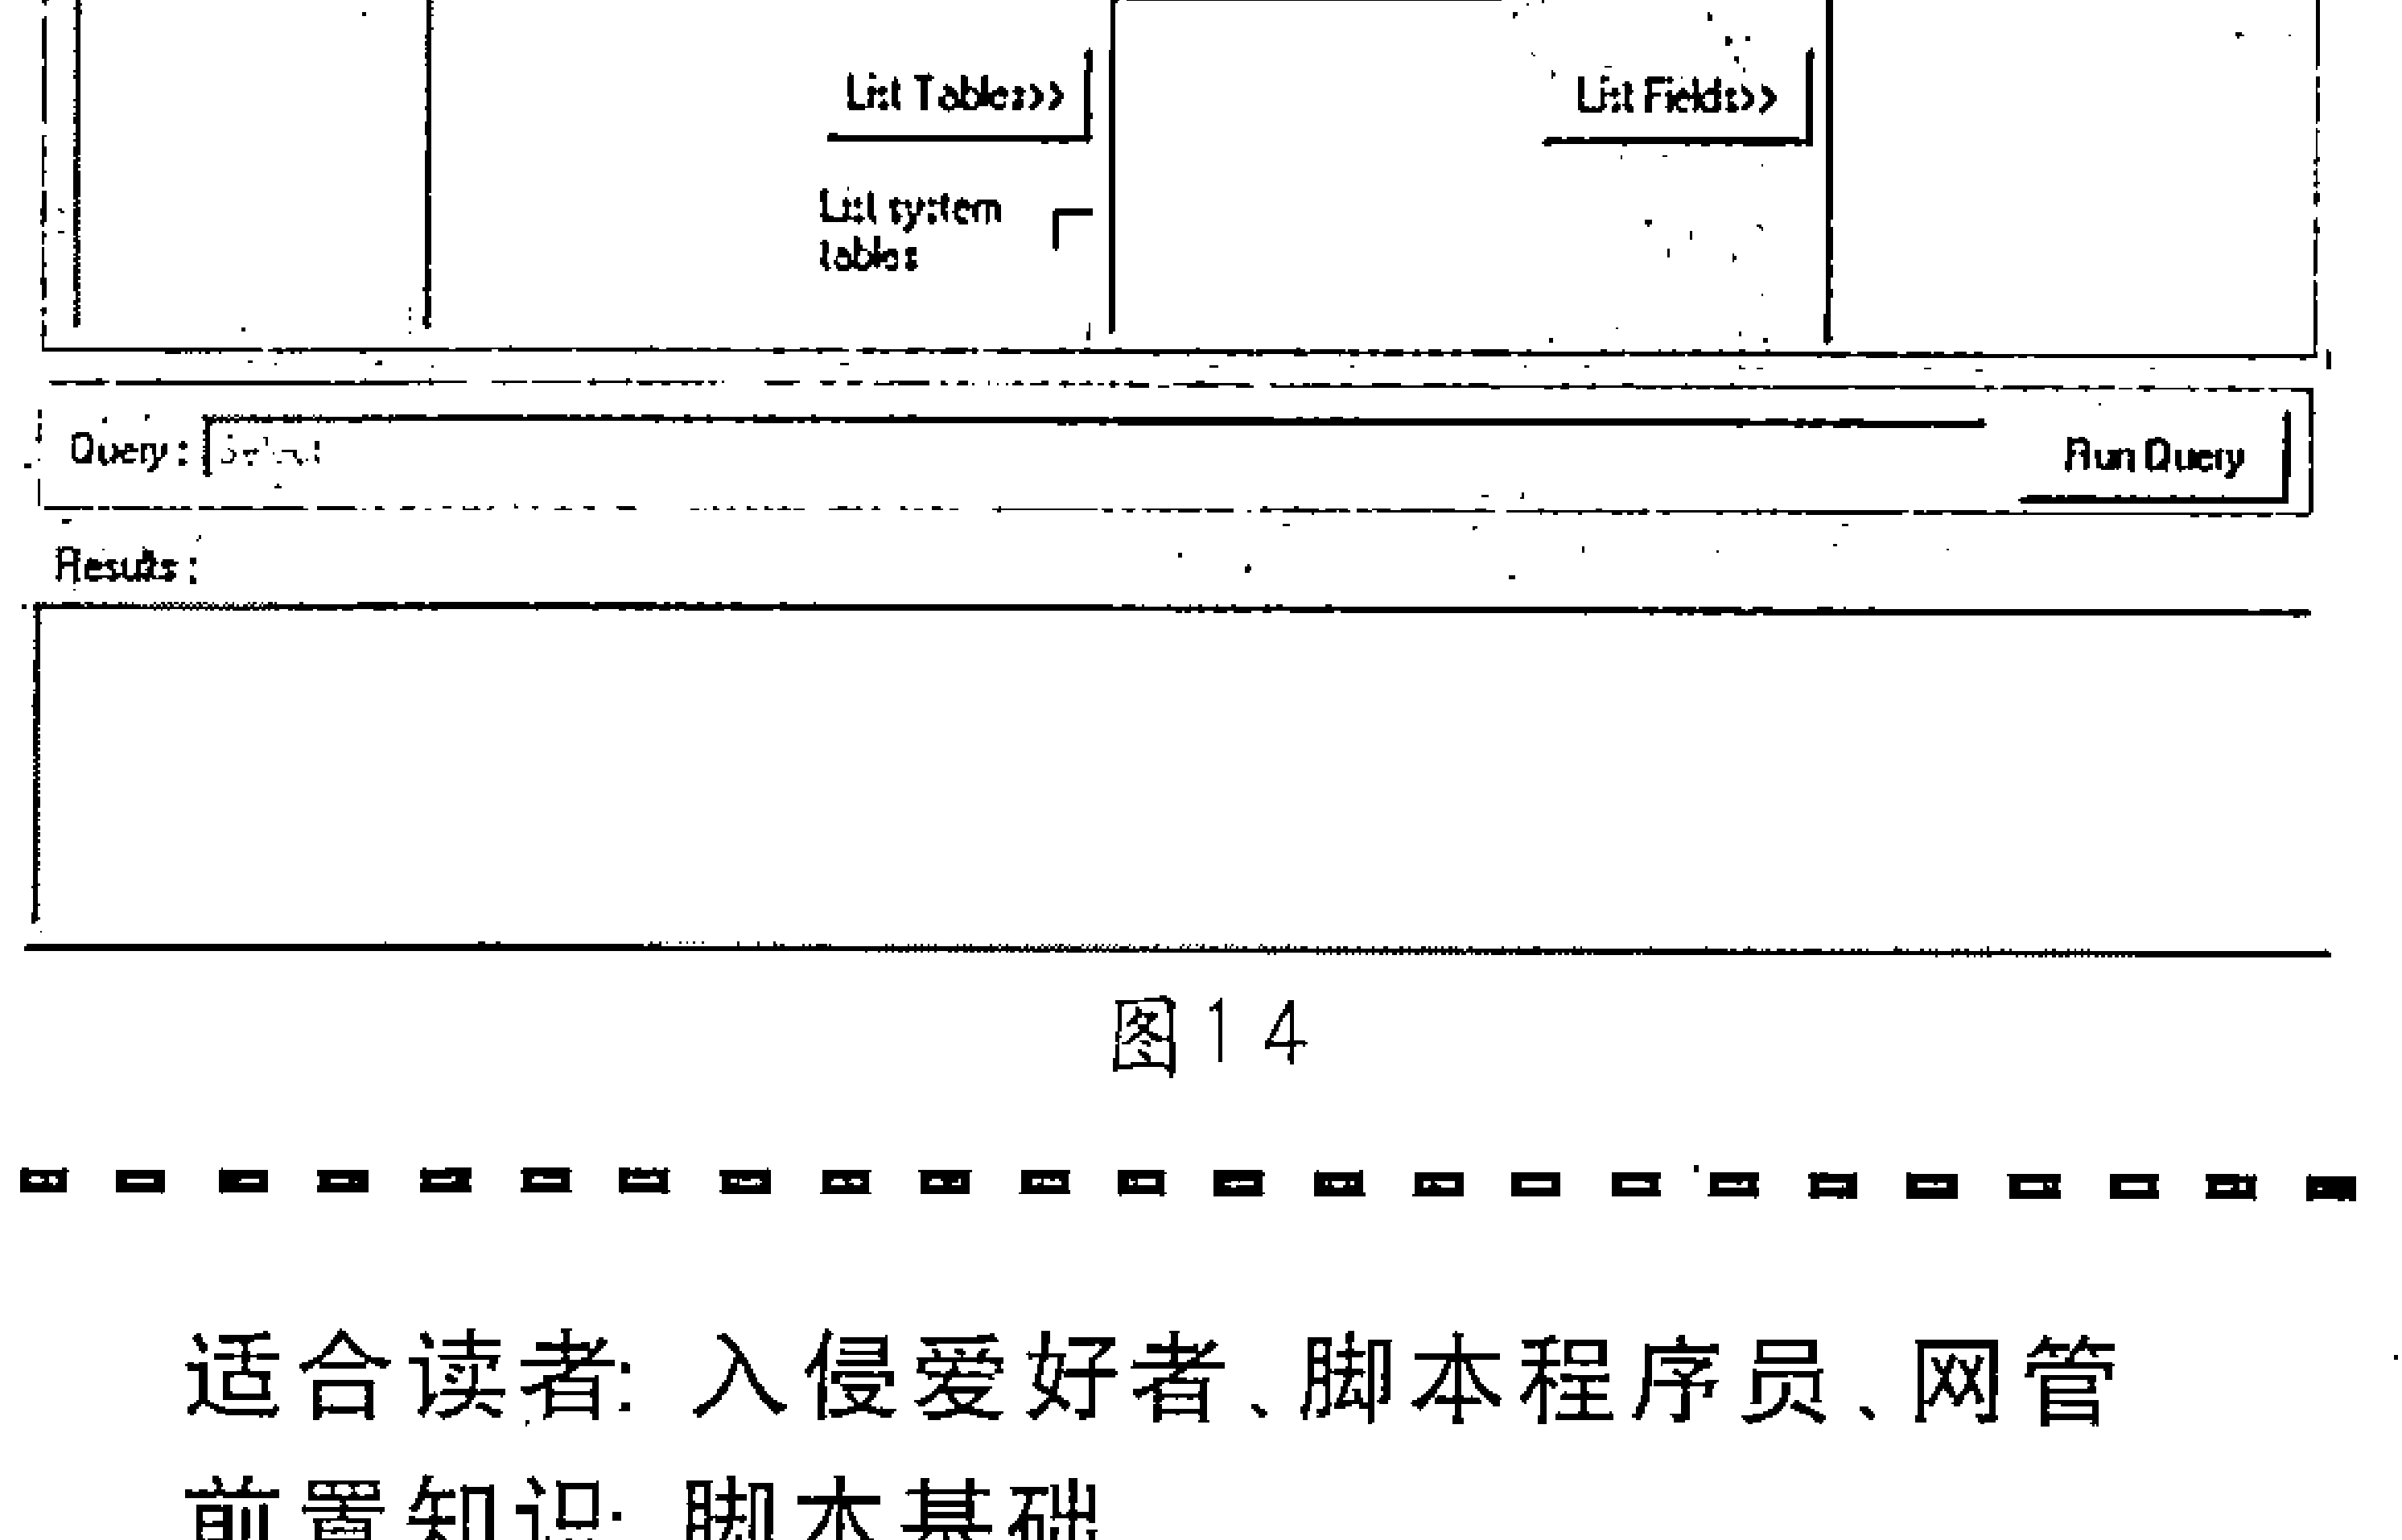 List Tables>>
List Fields>>
List system
tables
Query :
Run Query
Results :
图14
适合读者: 入侵爱好者、脚本程序员、网管
前置知识: 脚本基础